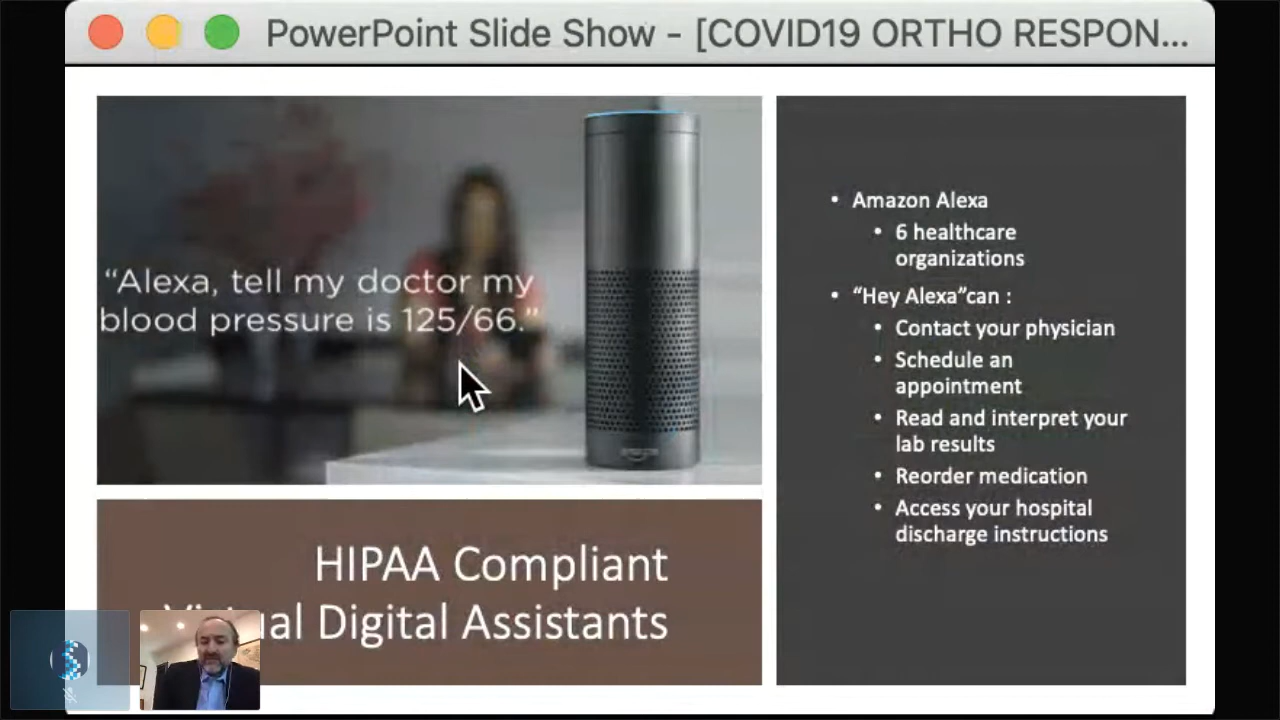 PowerPoint Slide Show - [COVID19 ORTHO RESPON...
“Alexa, tell my doctor my
blood pressure is 125/66.”
HIPAA Compliant
Digital Assistants
• Amazon Alexa
• 6 healthcare
organizations
• “Hey Alexa”can :
• Contact your physician
• Schedule an
appointment
• Read and interpret your
lab results
• Reorder medication
• Access your hospital
discharge instructions